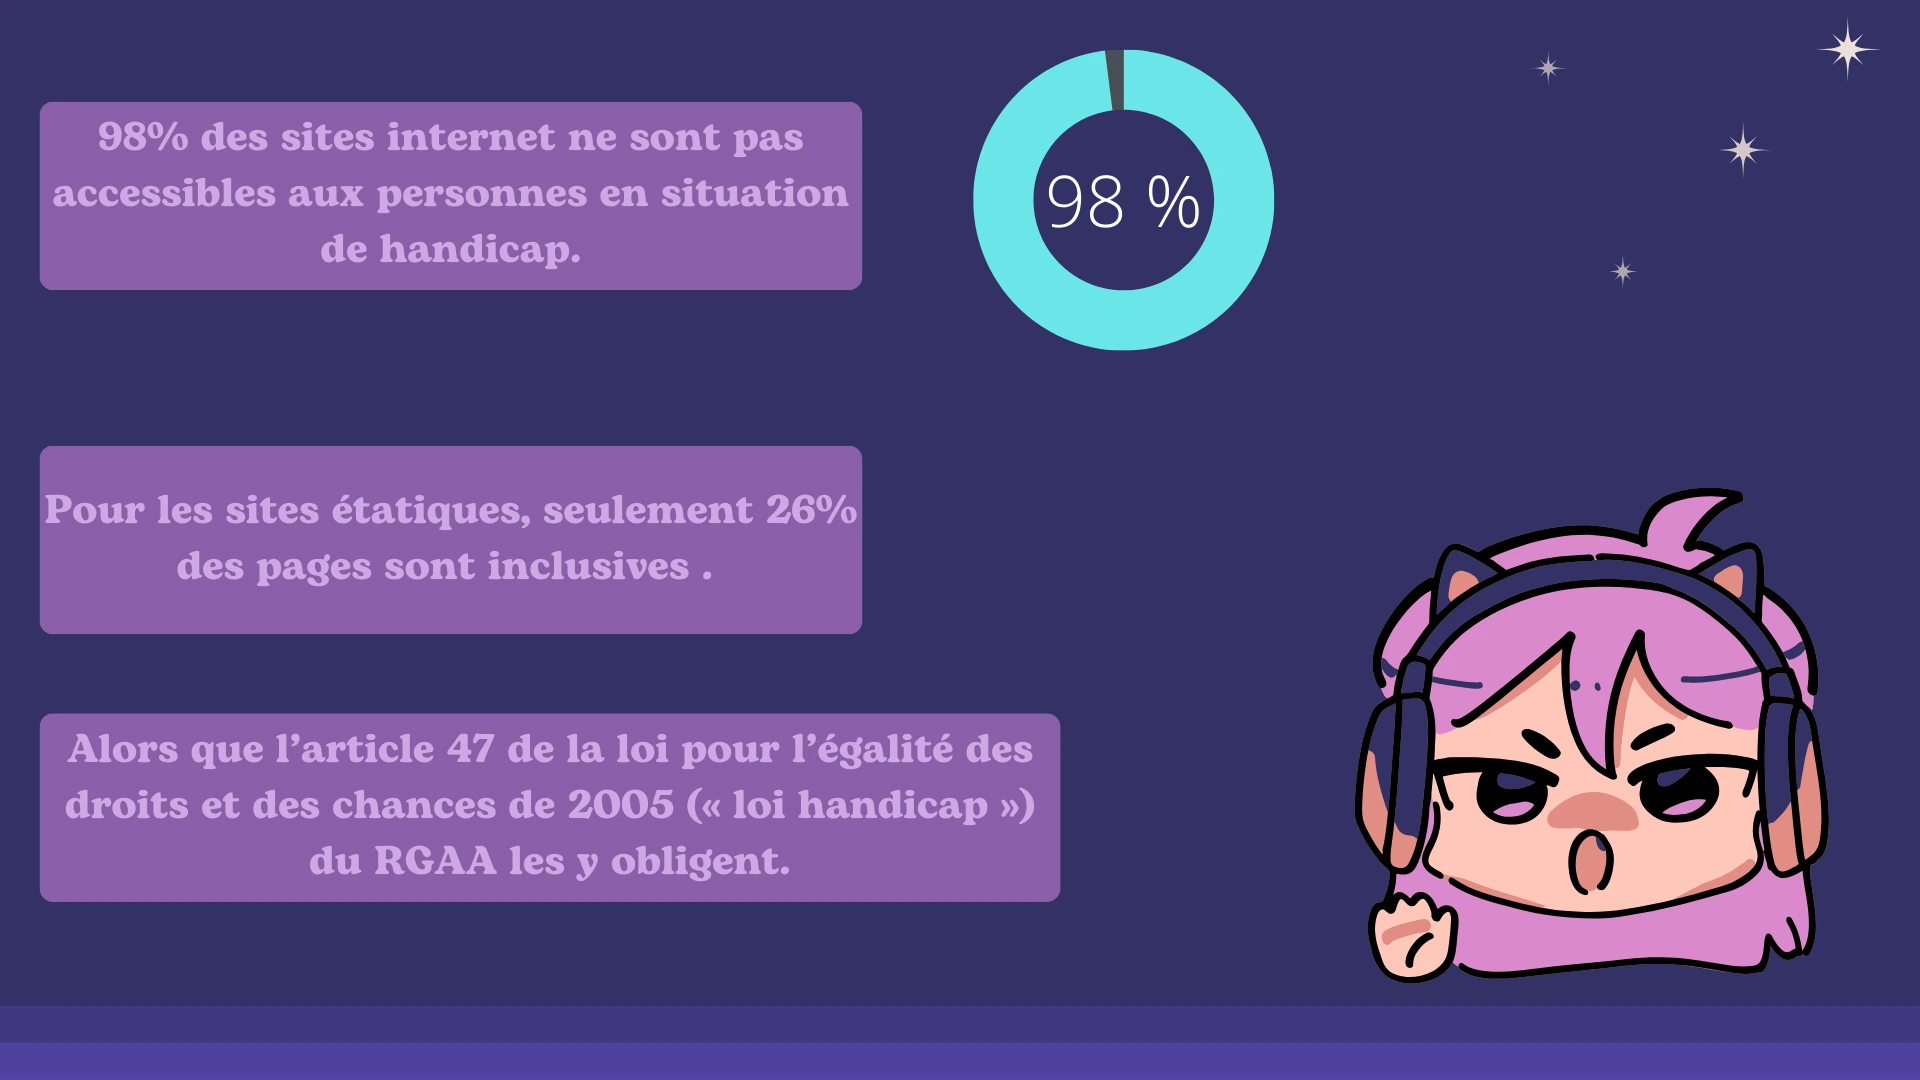 98% des sites internet ne sont pas
accessibles aux personnes en situation
de handicap.
98 %
Pour les sites étatiques, seulement 26%
des pages sont inclusives .
Alors que l’article 47 de la loi pour l’égalité des
droits et des chances de 2005 (« loi handicap »)
du RGAA les y obligent.